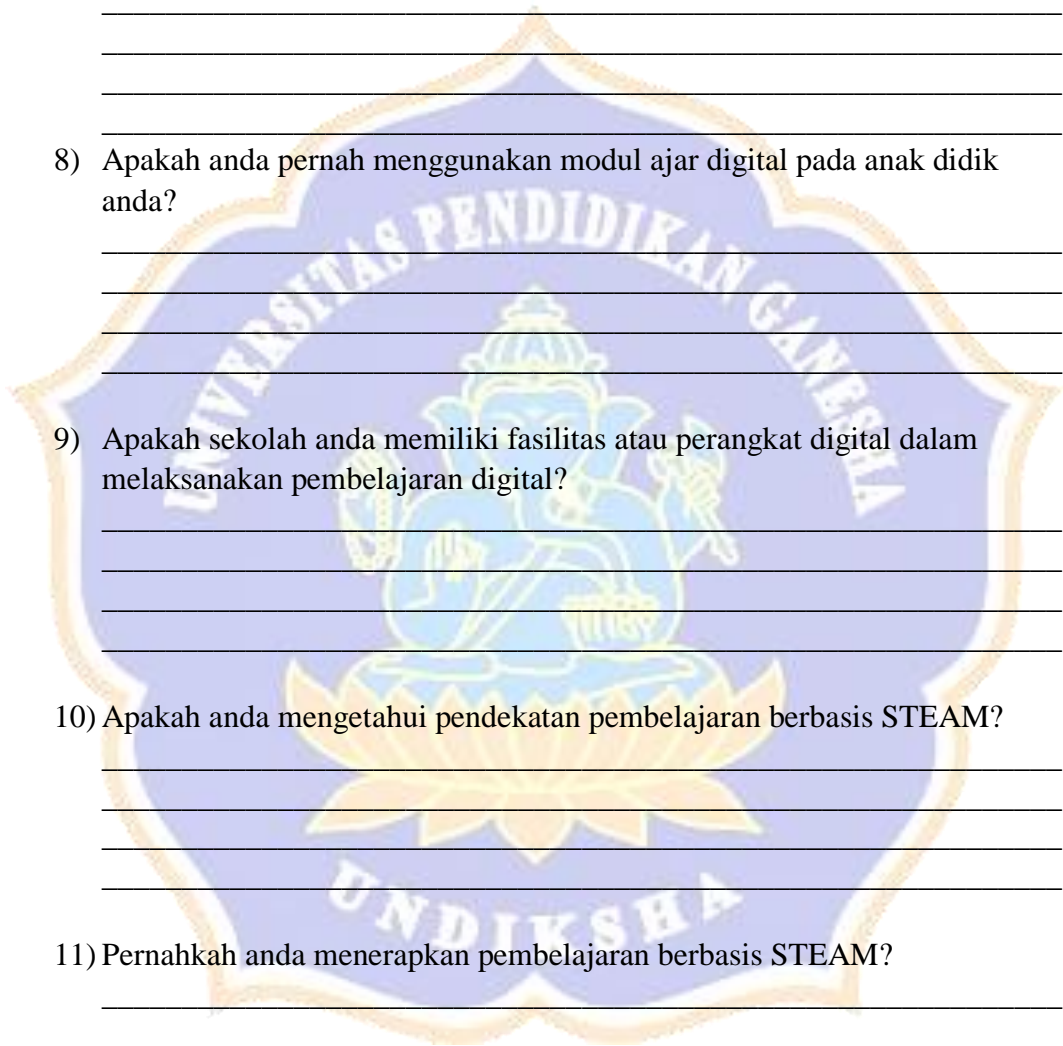 8) Apakah anda pernah menggunakan modul ajar digital pada anak didik
anda?
UNIVERSITAS PENDIDIKAN GANESHA
9) Apakah sekolah anda memiliki fasilitas atau perangkat digital dalam
melaksanakan pembelajaran digital?
10) Apakah anda mengetahui pendekatan pembelajaran berbasis STEAM?
UNDIKSHA
11) Pernahkah anda menerapkan pembelajaran berbasis STEAM?